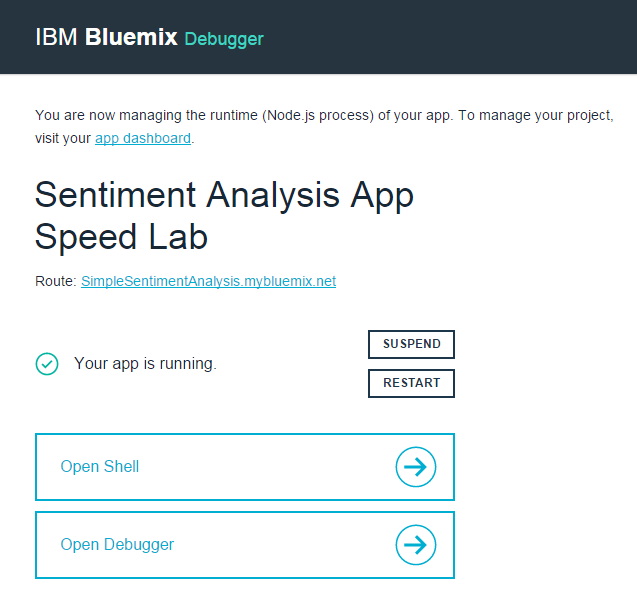 IBM Bluemix Debugger
You are now managing the runtime (Node.js process) of your app. To manage your project,
visit your app dashboard.
Sentiment Analysis App
Speed Lab
Route: SimpleSentimentAnalysis.mybluemix.net
SUSPEND
Your app is running.
RESTART
Open Shell
Open Debugger